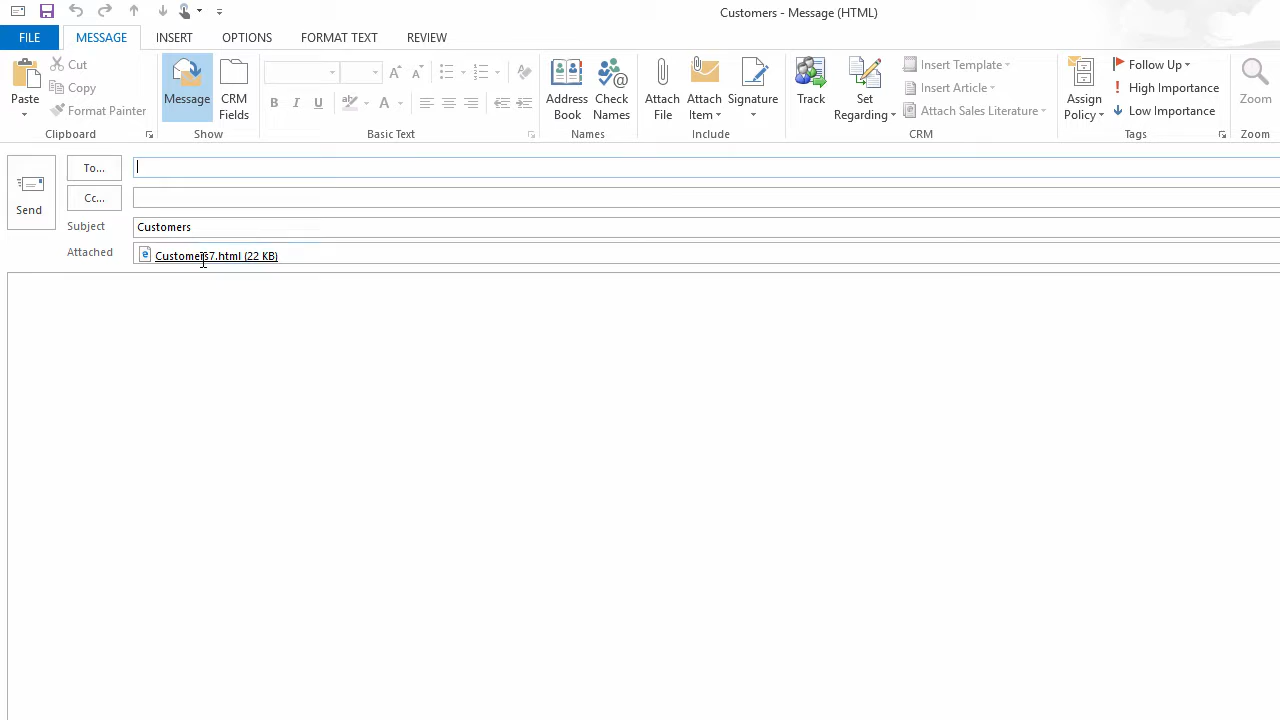 Customers - Message (HTML)
FILE MESSAGE INSERT OPTIONS FORMAT TEXT REVIEW
Paste
Cut
Copy
Format Painter
Clipboard
Message
CRM Fields
Show
B I U ab A
Basic Text
Address Book
Check Names
Names
Attach File
Attach Item
Signature
Include
Track
Set Regarding
Insert Template
Insert Article
Attach Sales Literature
CRM
Assign Policy
Follow Up
High Importance
Low Importance
Tags
Zoom
Zoom
Send
To...
Cc...
Subject Customers
Attached Customers7.html (22 KB)